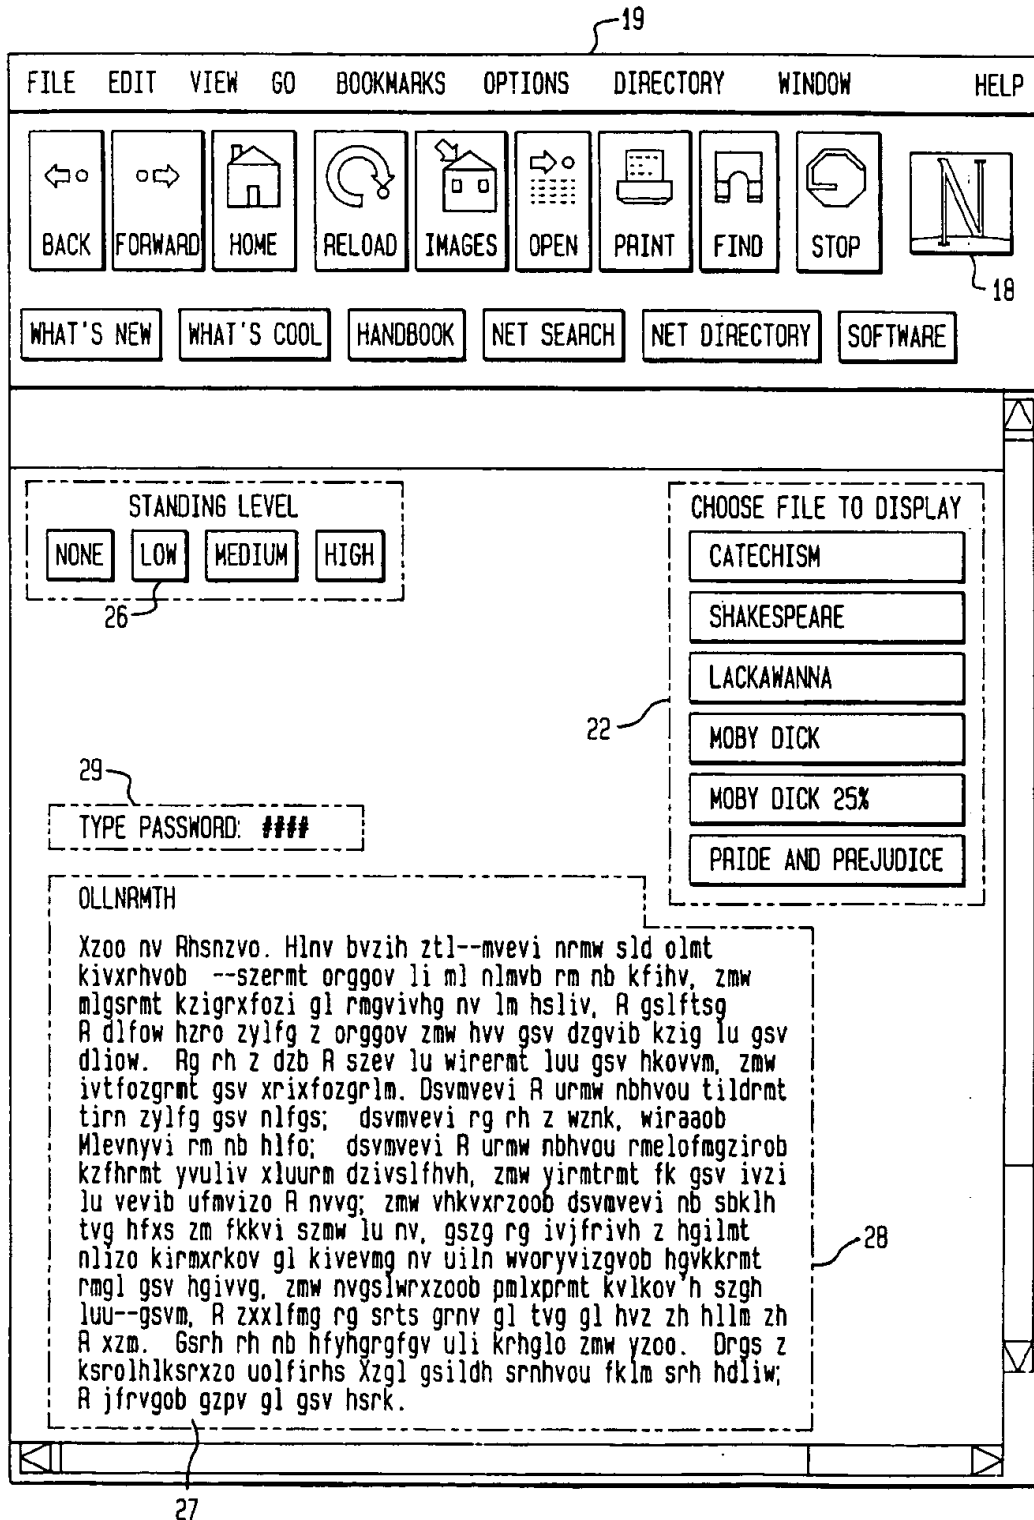 19
FILE EDIT VIEW GO BOOKMARKS OPTIONS DIRECTORY WINDOW HELP
BACK FORWARD HOME RELOAD IMAGES OPEN PRINT FIND STOP
18
WHAT'S NEW WHAT'S COOL HANDBOOK NET SEARCH NET DIRECTORY SOFTWARE
STANDING LEVEL
NONE LOW MEDIUM HIGH
26
CHOOSE FILE TO DISPLAY
CATECHISM
SHAKESPEARE
LACKAWANNA
MOBY DICK
MOBY DICK 25%
PRIDE AND PREJUDICE
22
29
TYPE PASSWORD: ####
OLLNRMTH
Xzoo nv Rhsnzvo. Hlnv bvzih ztl--mvevi nrmw sld olmt
kivxrhvob --szermt orggov li ml nlmvb rm nb kfihv, zmw
mlgsrmt kzigrxfozi gl rmgvivhg nv lm hsliv, R gslftsg
R dlfow hzro zylfg z orggov zmw hvv gsv dzgvib kzig lu gsv
dliow. Rg rh z dzb R szev lu wirermt luu gsv hkovvm, zmw
ivtfozgrmt gsv xrixfozgrlm. Dsvmvevi R urmw nbhvou tildrmt
tirn zylfg gsv nlfgs; dsvmvevi rg rh z wznk, wiraaob
Mlevnyvi rm nb hlfo; dsvmvevi R urmw nbhvou rmelofmgzirob
kzfhrmt yvuliv xluurm dzivslfhvh, zmw yirmtrmt fk gsv ivzi
lu vevib ufmvizo R nvvg; zmw vhkvxrzoob dsvmvevi nb sbklh
tvg hfxs zm fkkvi szmw lu nv, gszg rg ivjfrivh z hgilmt
nlizo kirmxrkov gl kivevmg nv uiln wvoryvizgvob hgvkkrmt
rmgl gsv hgivvg, zmw nvgslwrxzoob pmlxprmt kvlkov'h szgh
luu--gsvm, R zxxlfmg rg srts grnv gl tvg gl hvz zh hllm zh
R xzm. Gsrh rh nb hfyhgrgfgv uli krhglo zmw yzoo. Drgs z
ksrolhlksrxzo uolfirhs Xzgl gsildh srnhvou fklm srh hdliw;
R jfrvgob gzpv gl gsv hsrk.
28
27